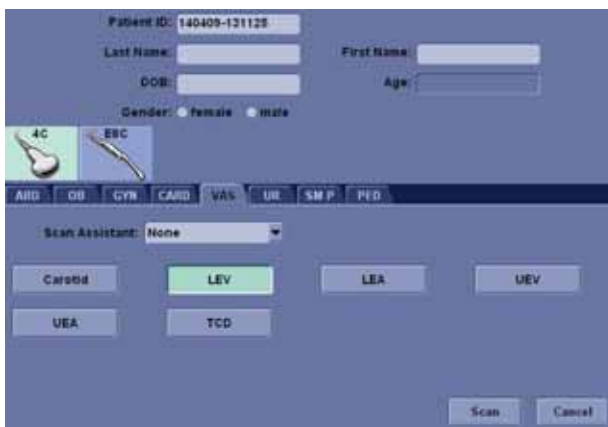 Patient ID: 140409-131125
Last Name: First Name:
DOB: Age:
Gender: female male
4C E8C
ABD OB GYN CARD VAS UR SM P PED
Scan Assistant: None
Carotid LEV LEA UEV
UEA TCD
Scan Cancel